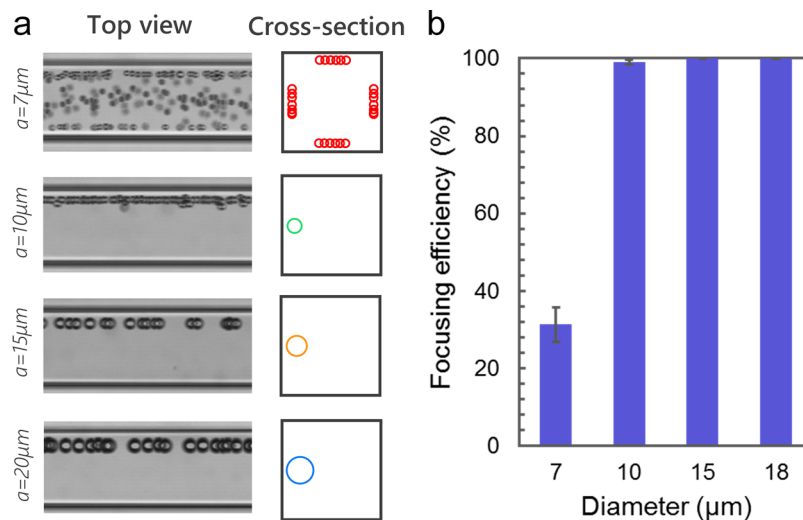 a
Top view
Cross-section
a=7μm
a=10μm
a=15μm
a=20μm
b
Focusing efficiency (%)
100
80
60
40
20
0
7 10 15 18
Diameter (μm)